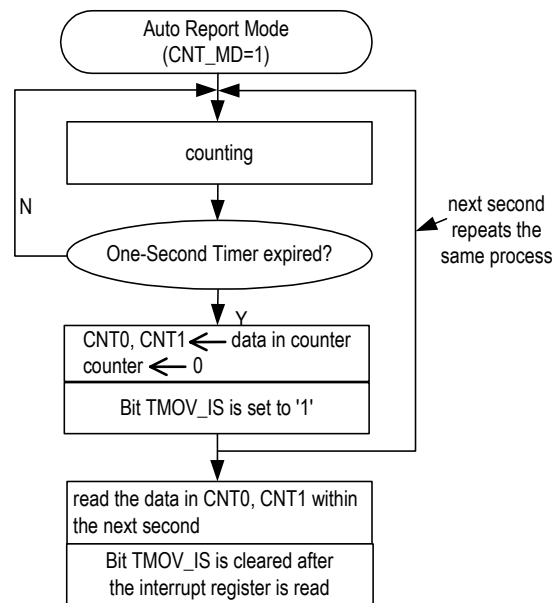 Auto Report Mode
(CNT_MD=1)
counting
N
next second
repeats the
same process
One-Second Timer expired?
Y
CNT0, CNT1 ← data in counter
counter ← 0
Bit TMOV_IS is set to '1'
read the data in CNT0, CNT1 within
the next second
Bit TMOV_IS is cleared after
the interrupt register is read